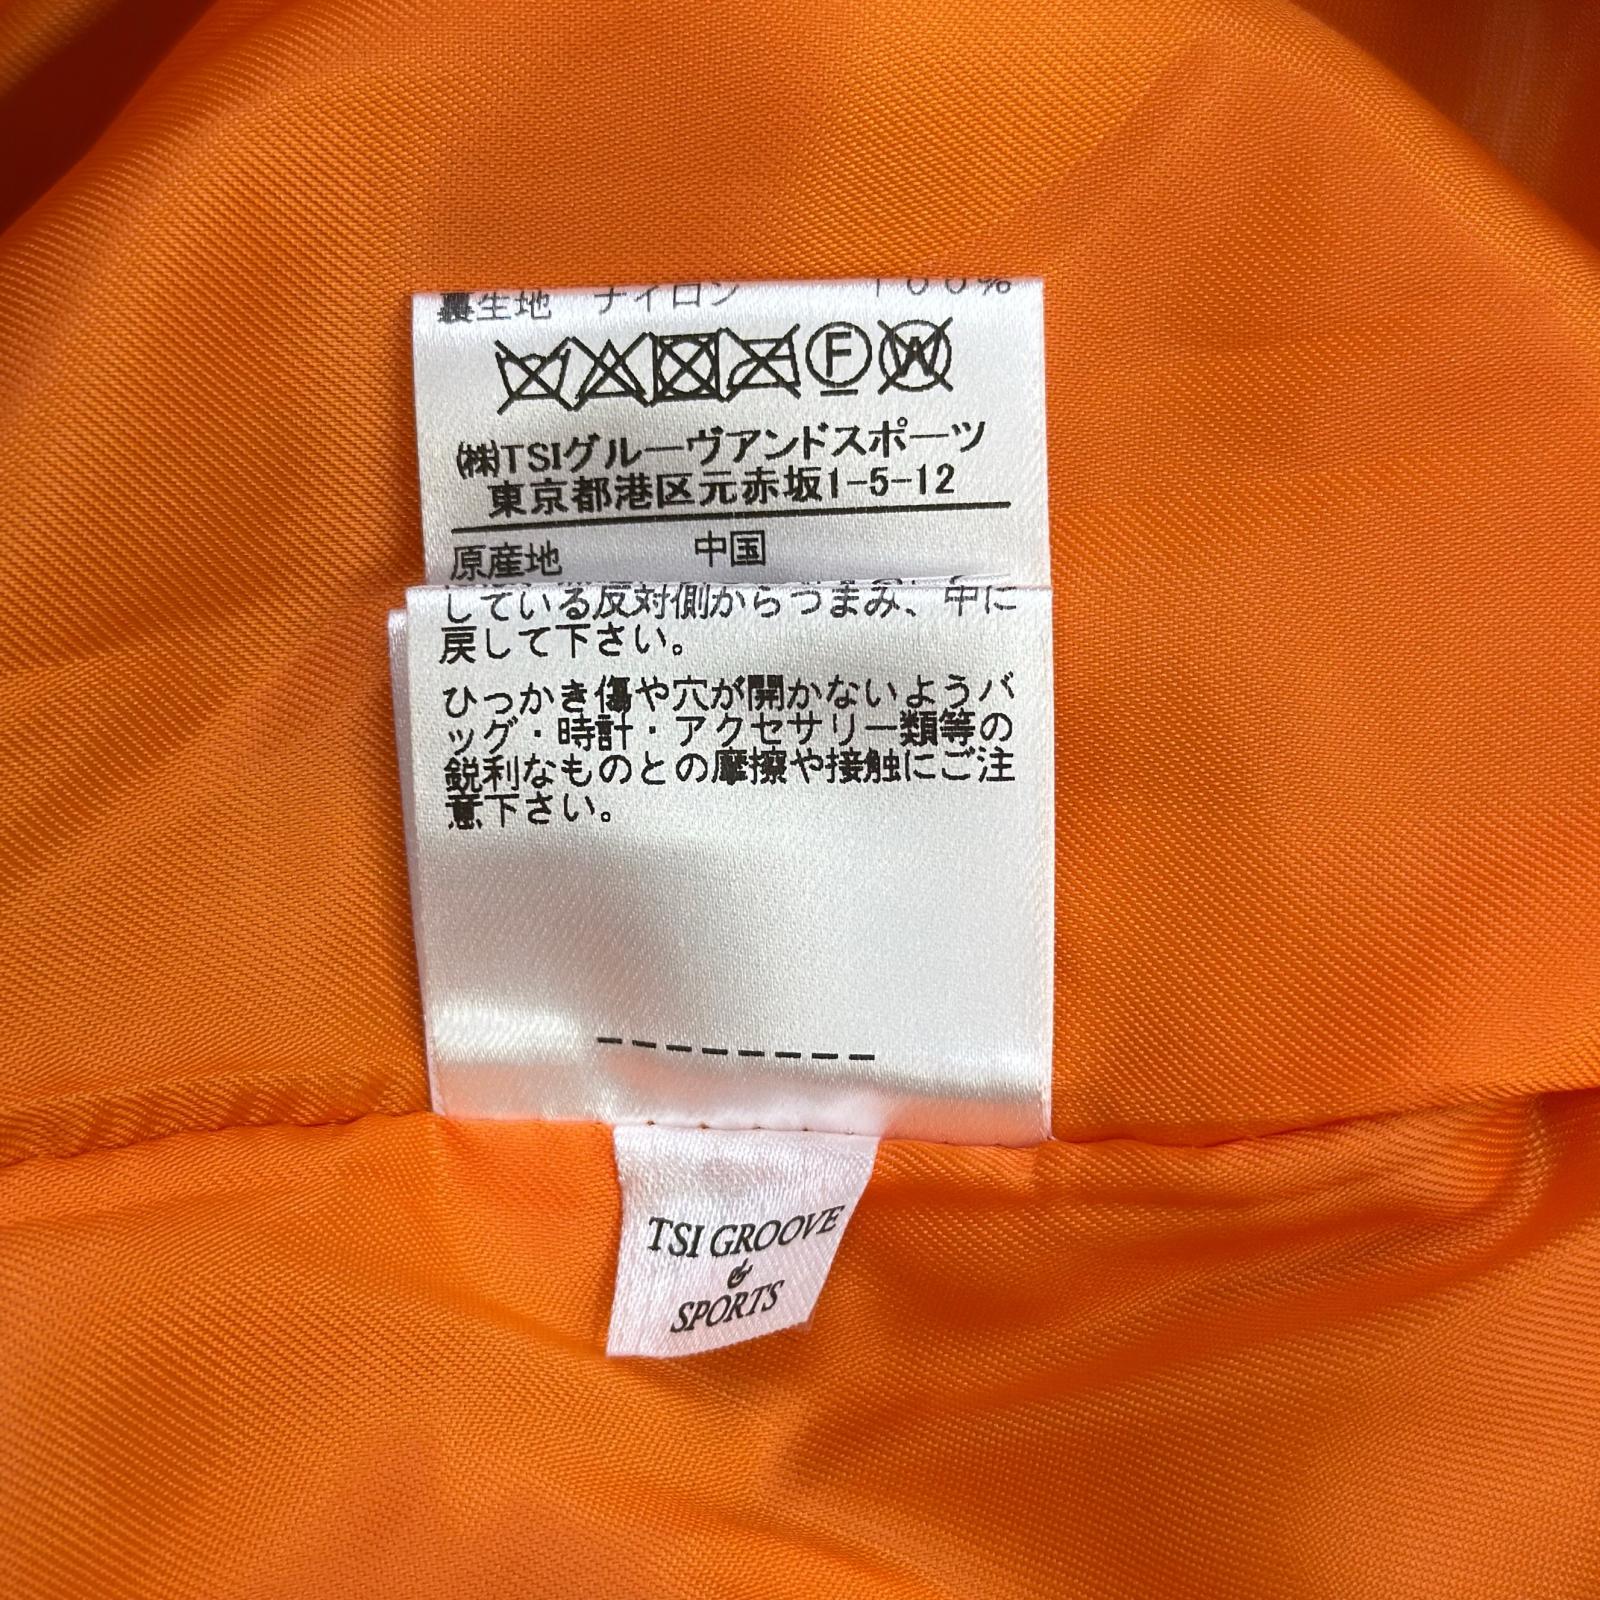 裏生地 ナイロン 100%
F W
㈱TSIグルーヴアンドスポーツ
東京都港区元赤坂1-5-12
原産地 中国
している反対側からつまみ、中に
戻して下さい。
ひっかき傷や穴が開かないようバ
ッグ・時計・アクセサリー類等の
鋭利なものとの摩擦や接触にご注
意下さい。
TSI GROOVE
&
SPORTS